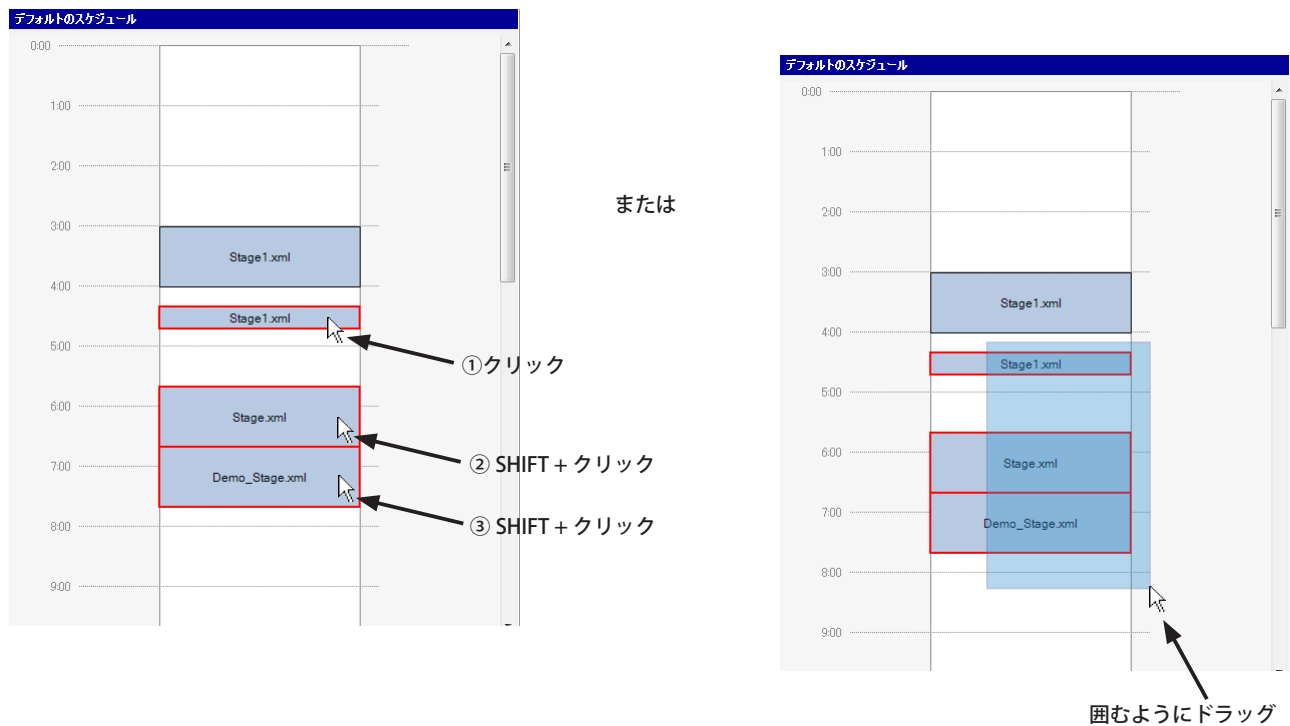 デフォルトのスケジュール
0:00
1:00
2:00
3:00
Stage1.xml
4:00
Stage1.xml
5:00
①クリック
6:00
Stage.xml
7:00
② SHIFT + クリック
Demo_Stage.xml
③ SHIFT + クリック
8:00
9:00
または
デフォルトのスケジュール
0:00
1:00
2:00
3:00
Stage1.xml
4:00
Stage1.xml
5:00
6:00
Stage.xml
7:00
Demo_Stage.xml
8:00
9:00
囲むようにドラッグ